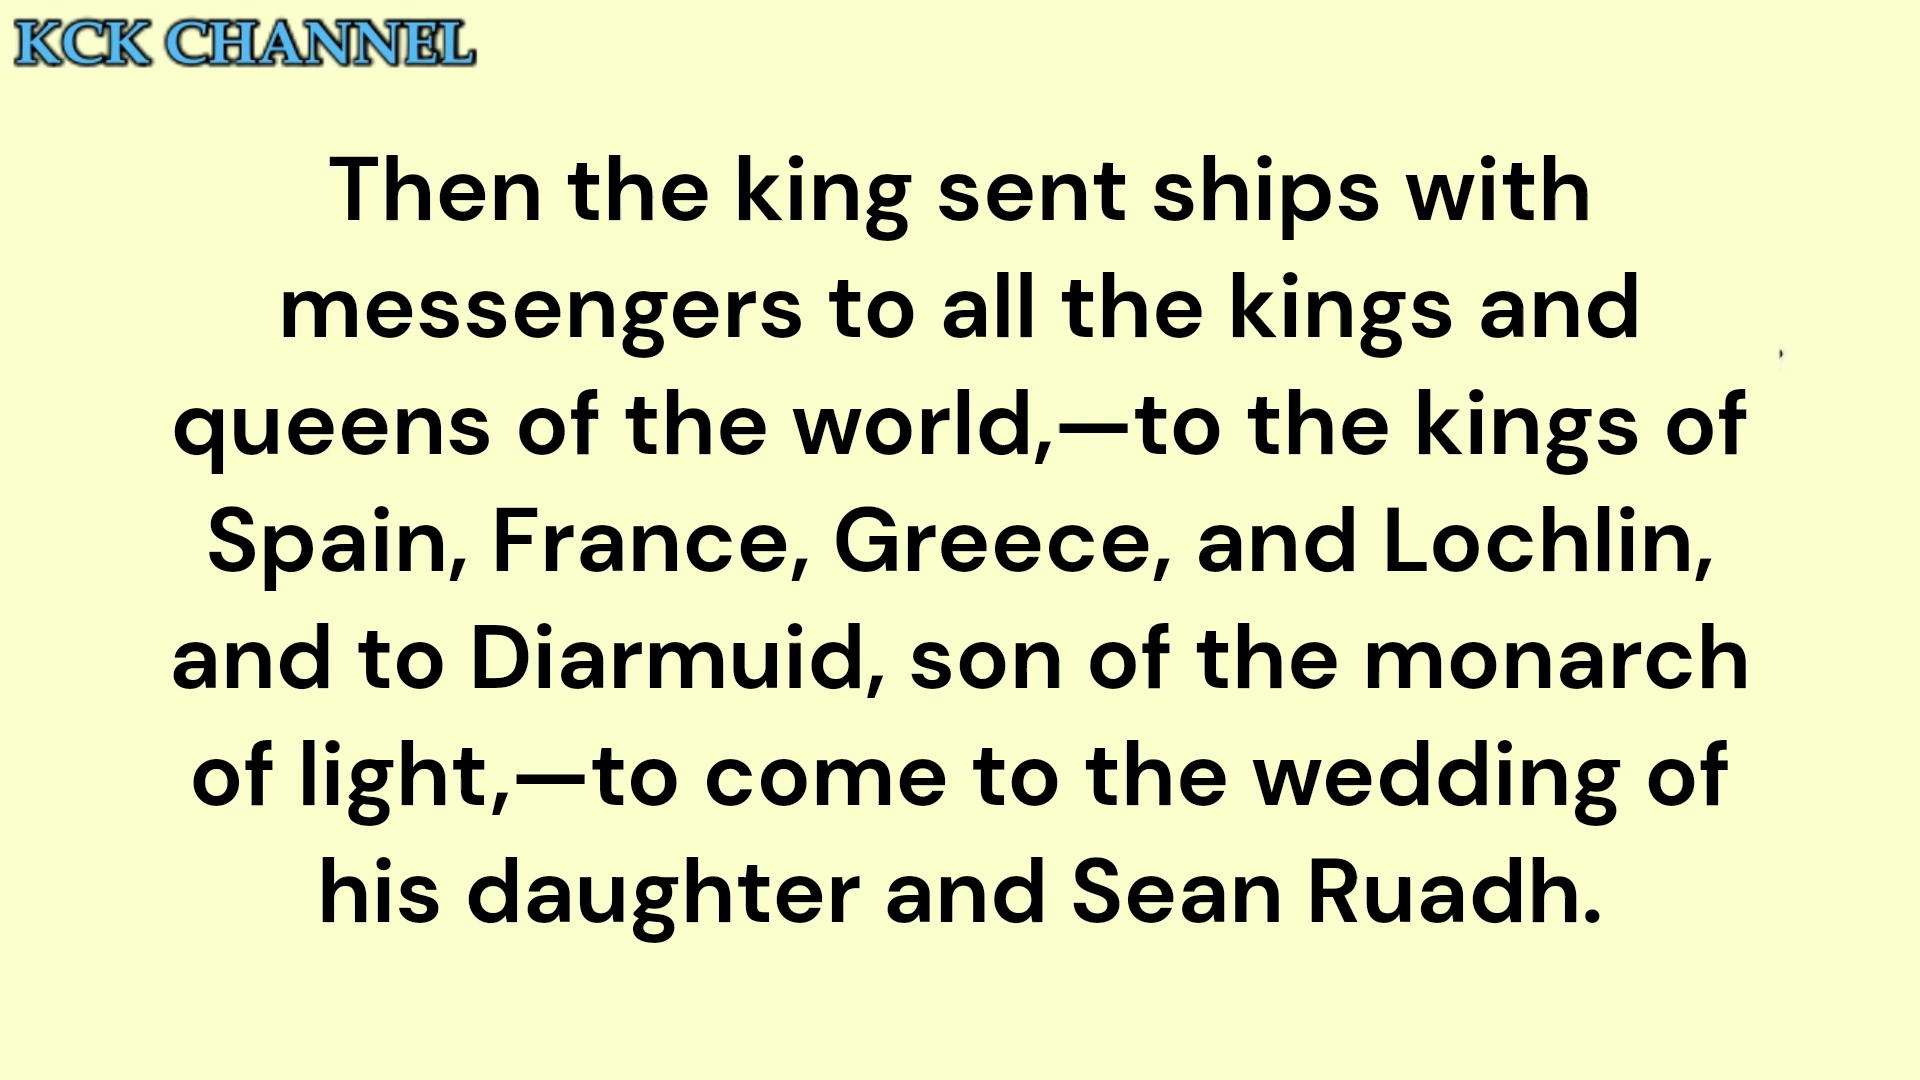 KCK CHANNEL
Then the king sent ships with
messengers to all the kings and
queens of the world,—to the kings of
Spain, France, Greece, and Lochlin,
and to Diarmuid, son of the monarch
of light,—to come to the wedding of
his daughter and Sean Ruadh.